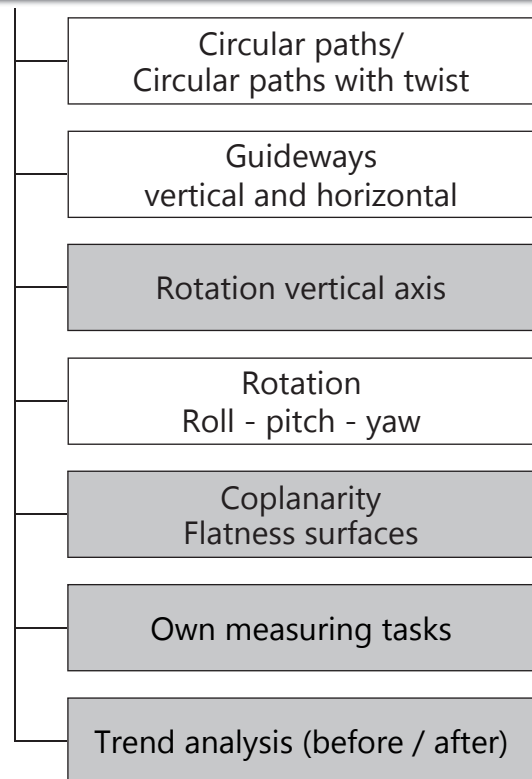 Circular paths/
Circular paths with twist
Guideways
vertical and horizontal
Rotation vertical axis
Rotation
Roll - pitch - yaw
Coplanarity
Flatness surfaces
Own measuring tasks
Trend analysis (before / after)